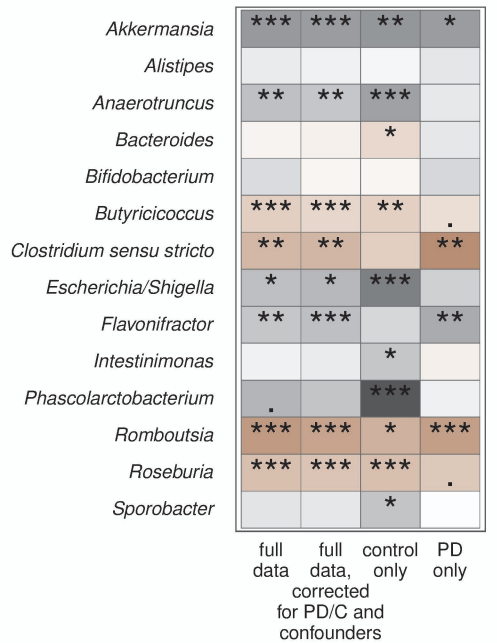 Akkermansia *** *** ** *
Alistipes
Anaerotruncus ** ** ***
Bacteroides *
Bifidobacterium
Butyricicoccus *** *** ** .
Clostridium sensu stricto ** ** **
Escherichia/Shigella * * ***
Flavonifractor ** *** **
Intestinimonas *
Phascolarctobacterium . ***
Romboutsia *** *** * ***
Roseburia *** *** *** .
Sporobacter *
full full control PD
data data, only only
corrected
for PD/C and
confounders